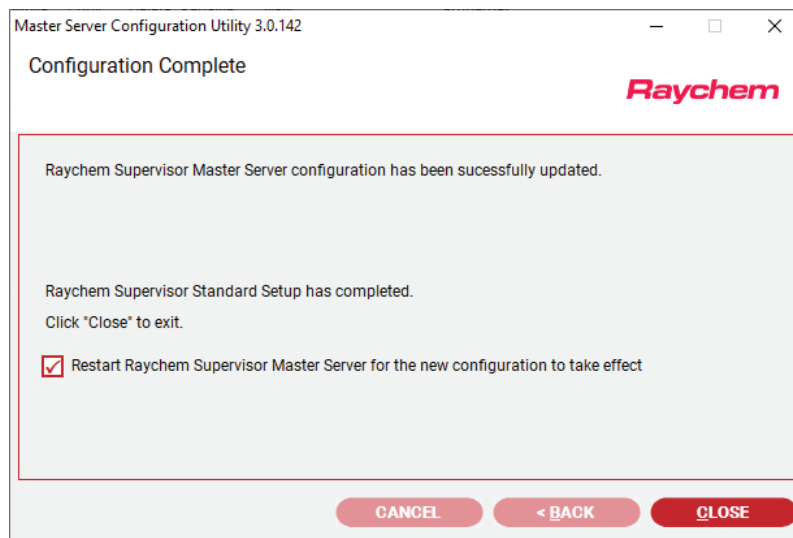 Master Server Configuration Utility 3.0.142
Configuration Complete
Raychem
Raychem Supervisor Master Server configuration has been sucessfully updated.
Raychem Supervisor Standard Setup has completed.
Click "Close" to exit.
Restart Raychem Supervisor Master Server for the new configuration to take effect
CANCEL
< BACK
CLOSE